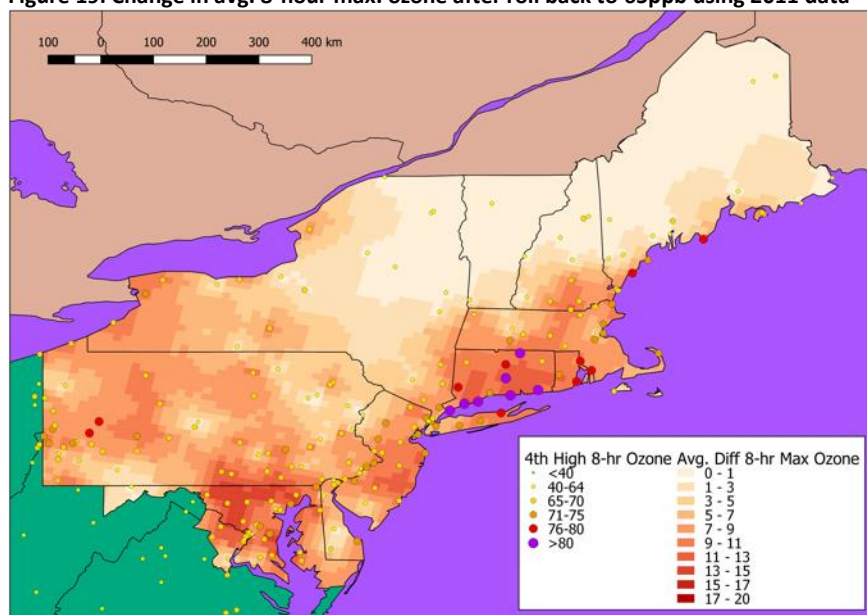 Figure 19: Change in avg. 8-hour max. ozone after roll back to 65ppb using 2011 data
100 0 100 200 300 400 km
4th High 8-hr Ozone
<40
40-64
65-70
71-75
76-80
>80
Avg. Diff 8-hr Max Ozone
0 - 1
1 - 3
3 - 5
5 - 7
7 - 9
9 - 11
11 - 13
13 - 15
15 - 17
17 - 20